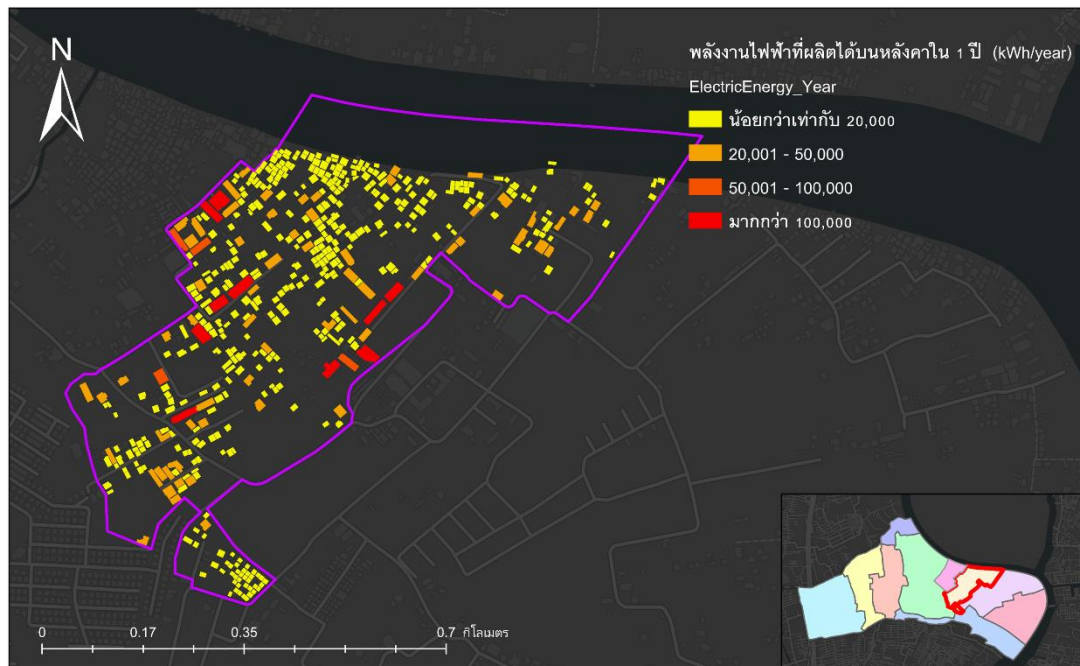 N
พลังงานไฟฟ้าที่ผลิตได้บนหลังคาใน 1 ปี (kWh/year)
ElectricEnergy_Year
น้อยกว่าเท่ากับ 20,000
20,001 - 50,000
50,001 - 100,000
มากกว่า 100,000
0 0.17 0.35 0.7 กิโลเมตร